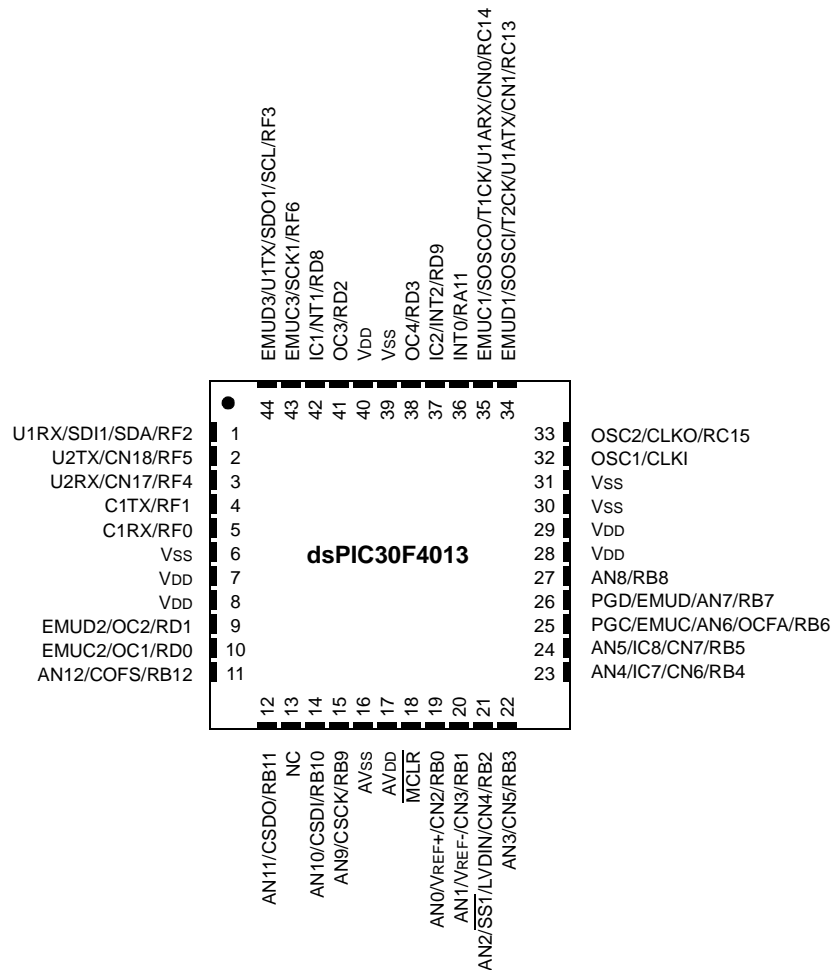 EMUD3/U1TX/SDO1/SCL/RF3
EMUC3/SCK1/RF6
IC1/NT1/RD8
OC3/RD2
VDD
VSS
OC4/RD3
IC2/INT2/RD9
INT0/RA11
EMUC1/SOSCO/T1CK/U1ARX/CN0/RC14
EMUD1/SOSCI/T2CK/U1ATX/CN1/RC13
44 43 42 41 40 39 38 37 36 35 34
U1RX/SDI1/SDA/RF2 1
U2TX/CN18/RF5 2
U2RX/CN17/RF4 3
C1TX/RF1 4
C1RX/RF0 5
VSS 6
VDD 7
VDD 8
EMUD2/OC2/RD1 9
EMUC2/OC1/RD0 10
AN12/COFS/RB12 11
dsPIC30F4013
33 OSC2/CLKO/RC15
32 OSC1/CLKI
31 VSS
30 VSS
29 VDD
28 VDD
27 AN8/RB8
26 PGD/EMUD/AN7/RB7
25 PGC/EMUC/AN6/OCFA/RB6
24 AN5/IC8/CN7/RB5
23 AN4/IC7/CN6/RB4
12 13 14 15 16 17 18 19 20 21 22
AN11/CSDO/RB11
NC
AN10/CSDI/RB10
AN9/CSCK/RB9
AVSS
AVDD
MCLR
AN0/VREF+/CN2/RB0
AN1/VREF-/CN3/RB1
AN2/SS1/LVDIN/CN4/RB2
AN3/CN5/RB3